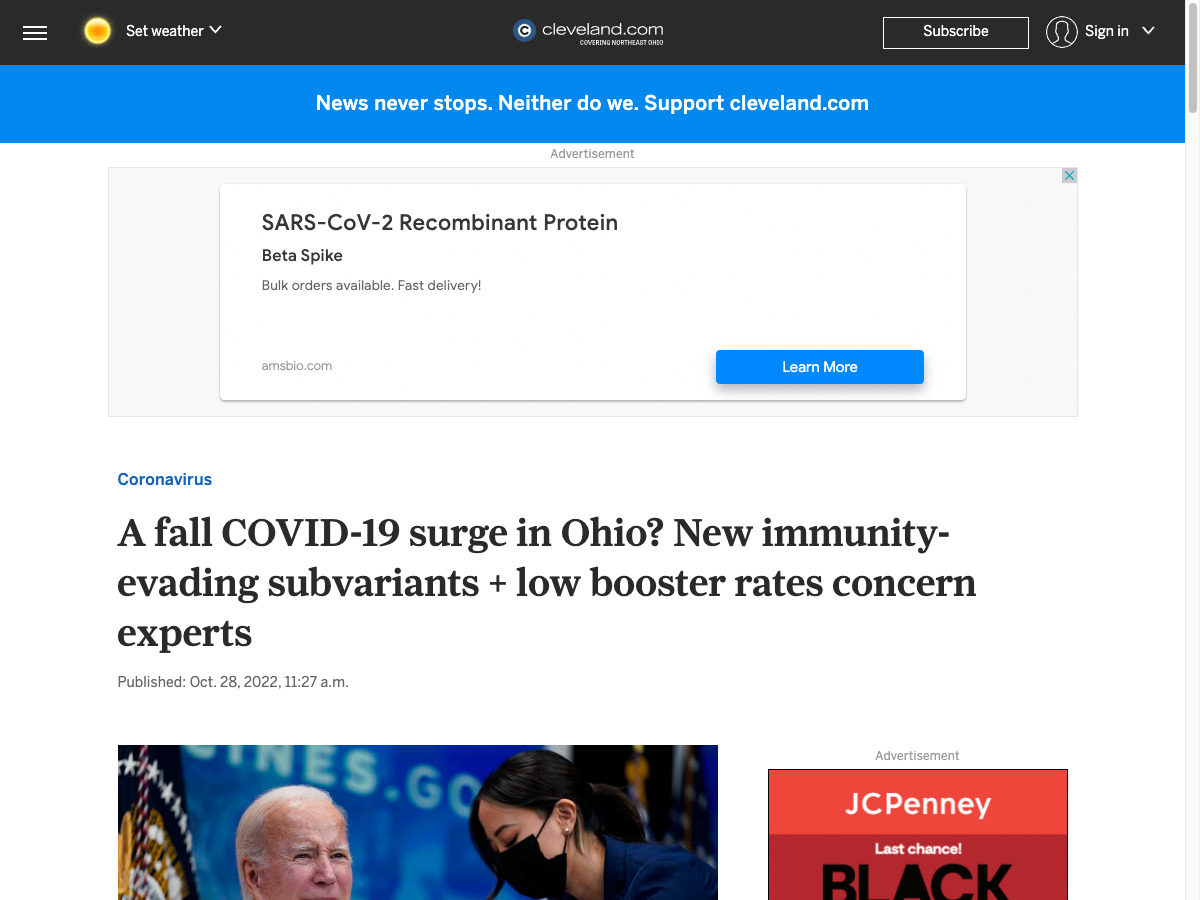 Set weather
cleveland.com
COVERING NORTHEAST OHIO
Subscribe
Sign in
News never stops. Neither do we. Support cleveland.com
Advertisement
SARS-CoV-2 Recombinant Protein
Beta Spike
Bulk orders available. Fast delivery!
amsbio.com
Learn More
Coronavirus
A fall COVID-19 surge in Ohio? New immunity-
evading subvariants + low booster rates concern
experts
Published: Oct. 28, 2022, 11:27 a.m.
CINES.GO
Advertisement
JCPenney
Last chance!
BLACK